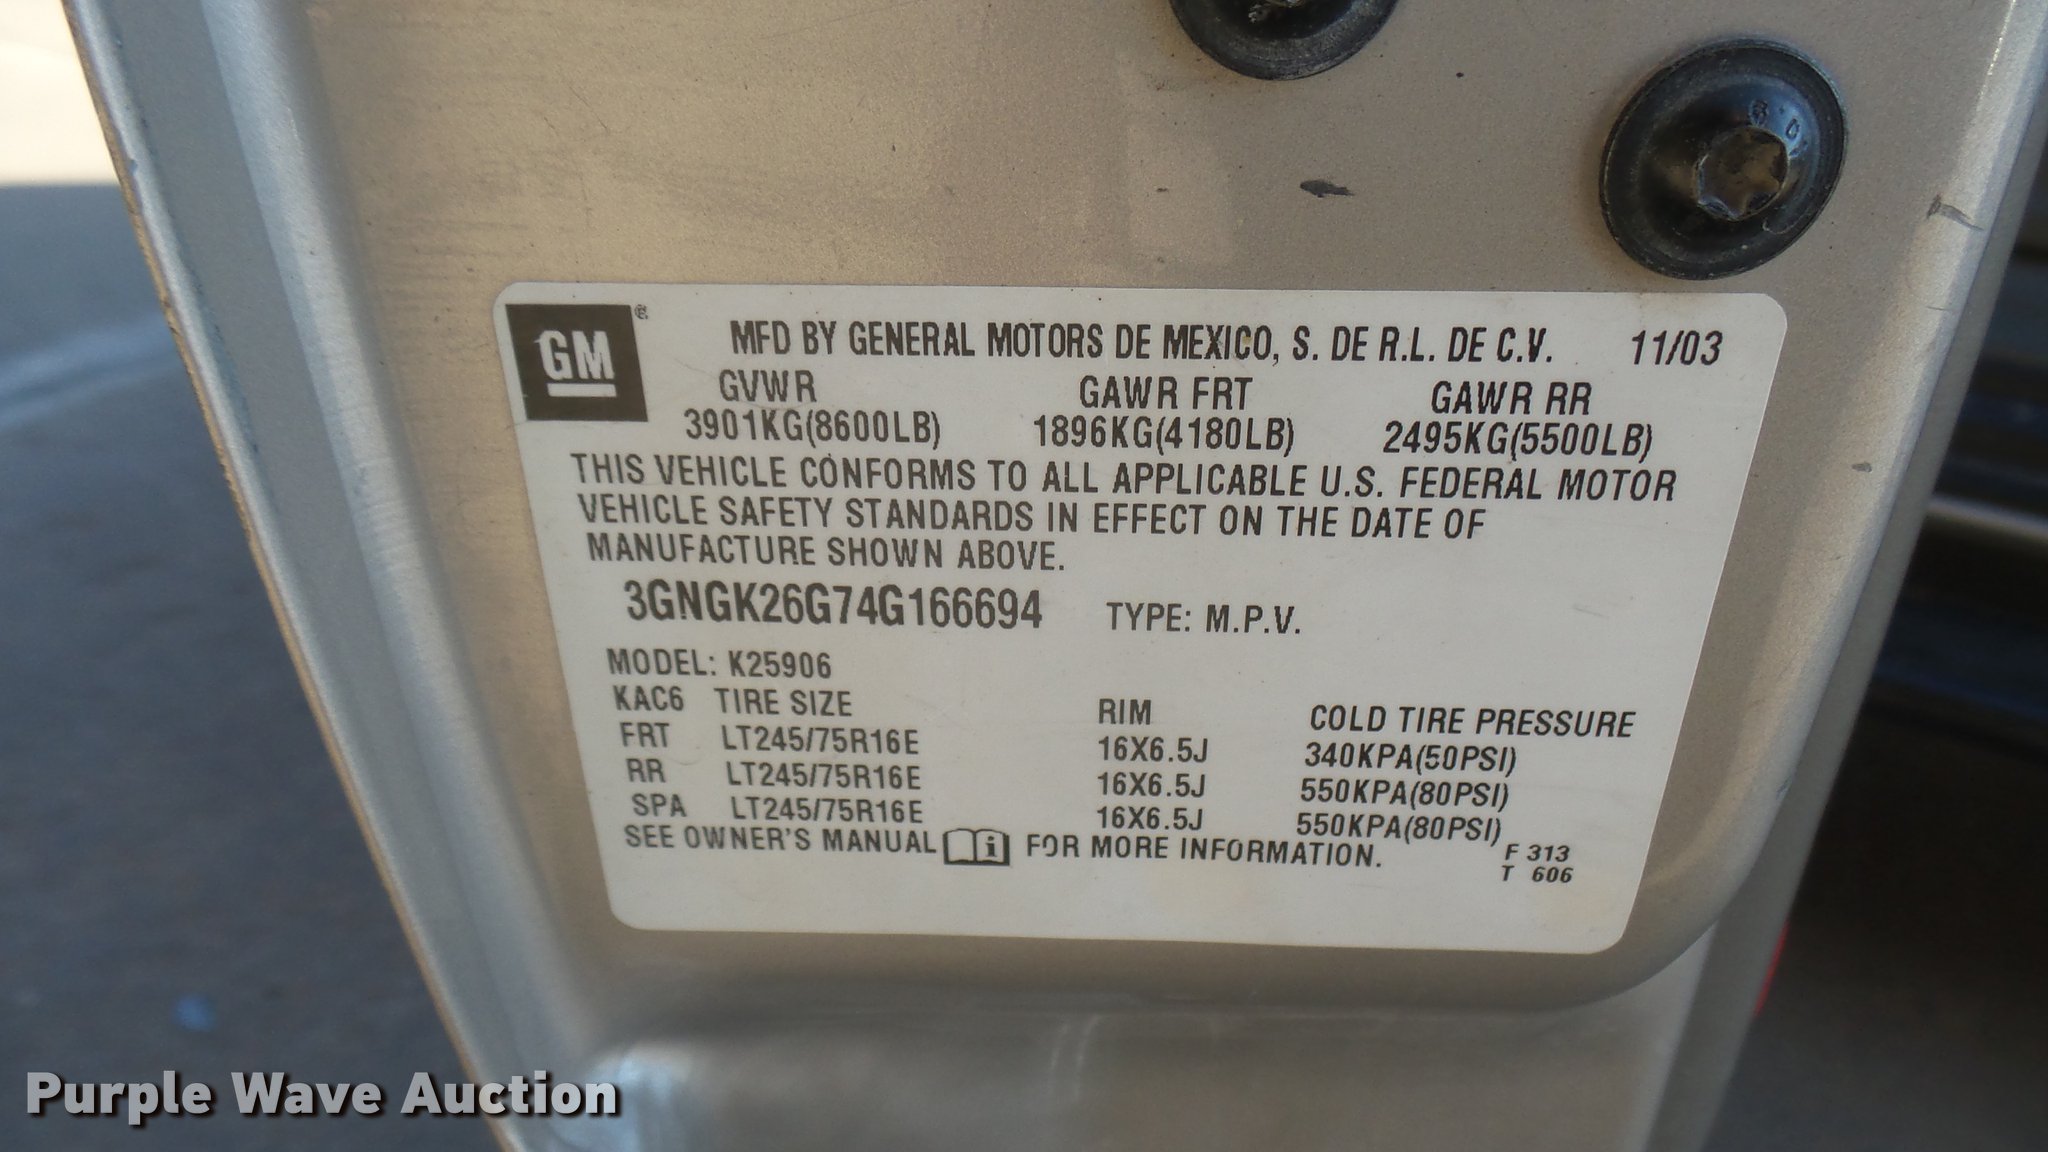 GM ® MFD BY GENERAL MOTORS DE MEXICO, S. DE R.L. DE C.V. 11/03
GVWR GAWR FRT GAWR RR
3901KG(8600LB) 1896KG(4180LB) 2495KG(5500LB)
THIS VEHICLE CONFORMS TO ALL APPLICABLE U.S. FEDERAL MOTOR
VEHICLE SAFETY STANDARDS IN EFFECT ON THE DATE OF
MANUFACTURE SHOWN ABOVE.
3GNGK26G74G166694 TYPE: M.P.V.
MODEL: K25906
KAC6 TIRE SIZE RIM COLD TIRE PRESSURE
FRT LT245/75R16E 16X6.5J 340KPA(50PSI)
RR LT245/75R16E 16X6.5J 550KPA(80PSI)
SPA LT245/75R16E 16X6.5J 550KPA(80PSI)
SEE OWNER'S MANUAL i FOR MORE INFORMATION.
F 313
T 606
Purple Wave Auction